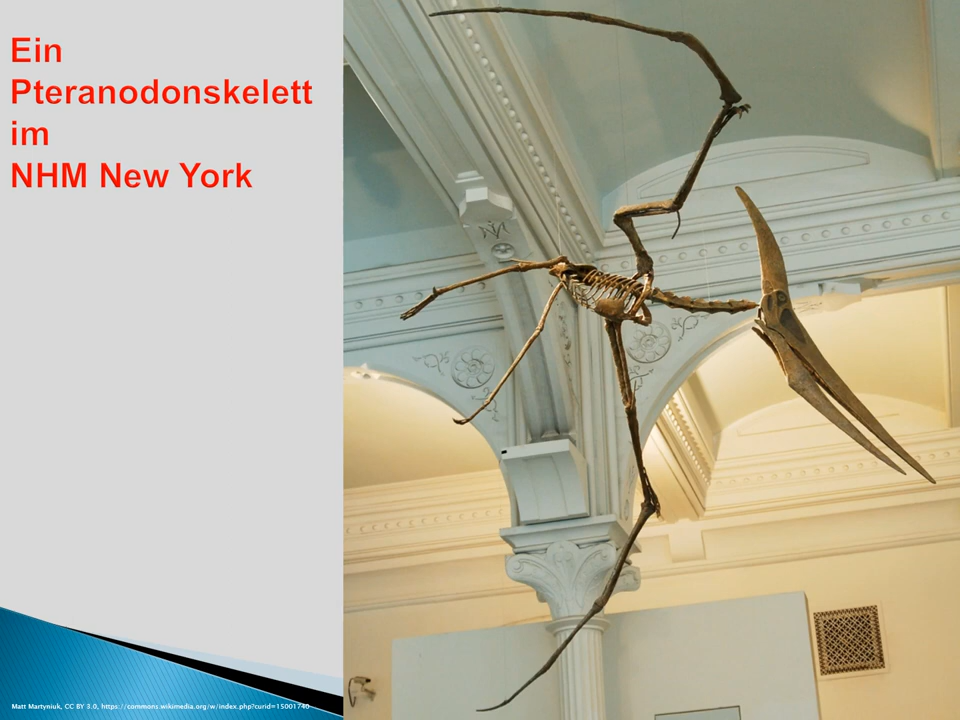 Ein
Pteranodonskelett
im
NHM New York
Matt Martyniuk, CC BY 3.0, https://commons.wikimedia.org/w/index.php?curid=15001740